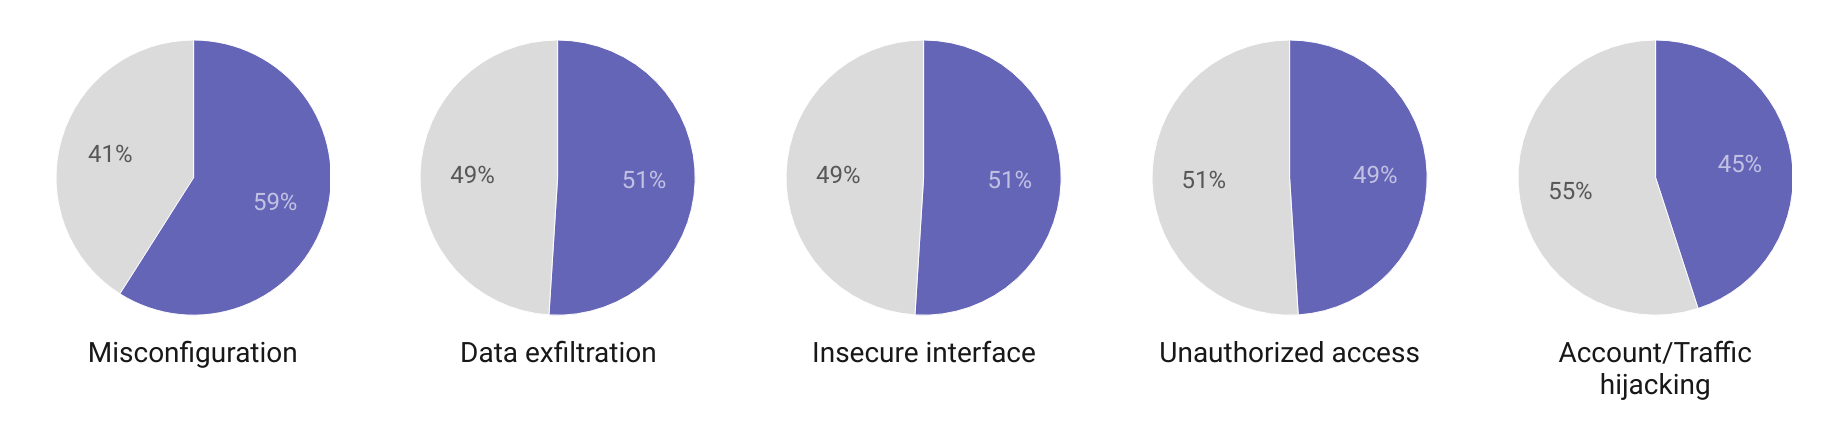 41%
59%
Misconfiguration
49%
51%
Data exfiltration
49%
51%
Insecure interface
51%
49%
Unauthorized access
55%
45%
Account/Traffic
hijacking